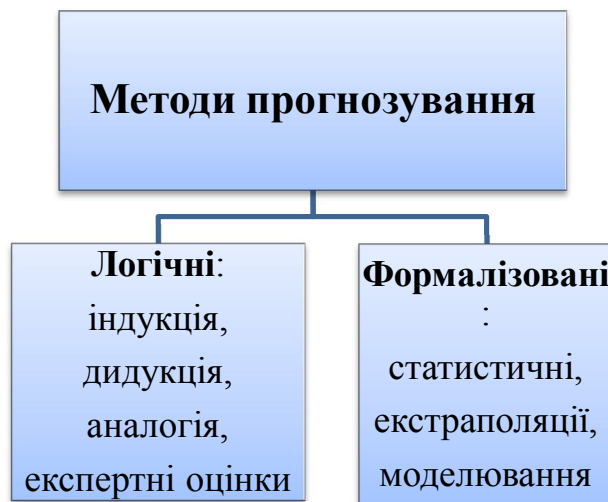 Методи прогнозування
Логічні:
індукція,
дидукція,
аналогія,
експертні оцінки
Формалізовані
:
статистичні,
екстраполяції,
моделювання